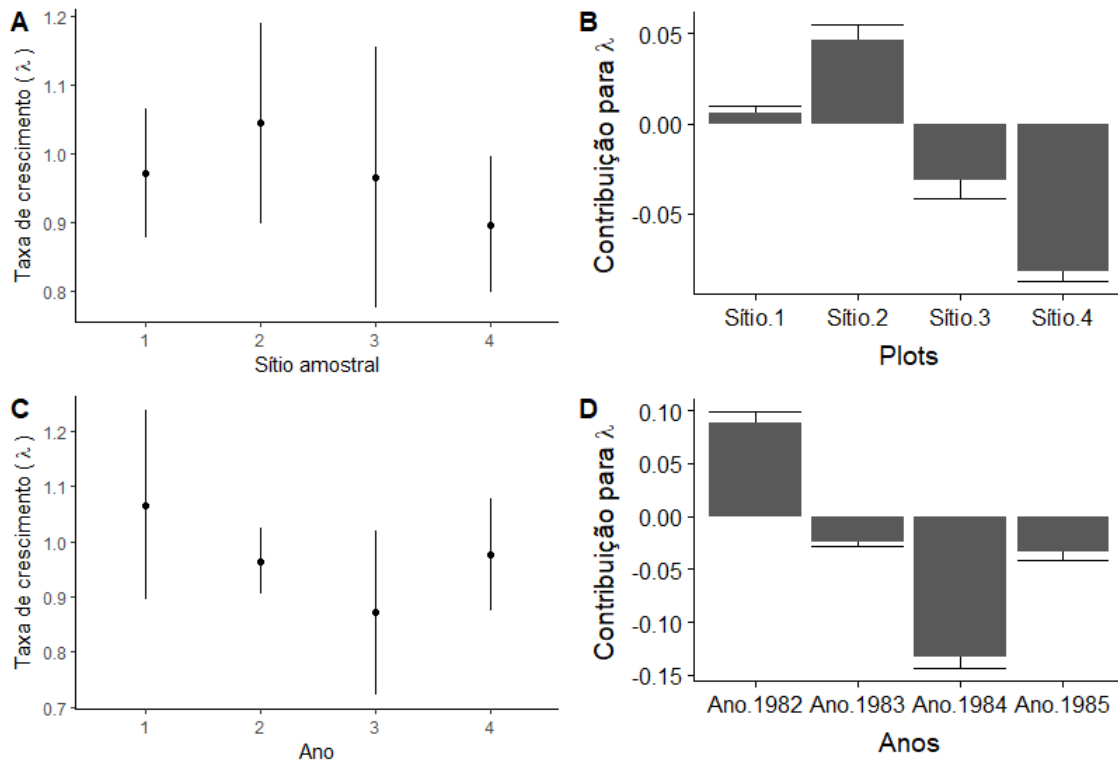 A
Taxa de crescimento ( λ )
1.2
1.1
1.0
0.9
0.8
1 2 3 4
Sítio amostral
B
Contribuição para λ
0.05
0.00
-0.05
Sítio.1 Sítio.2 Sítio.3 Sítio.4
Plots
C
Taxa de crescimento ( λ )
1.2
1.1
1.0
0.9
0.8
0.7
1 2 3 4
Ano
D
Contribuição para λ
0.10
0.05
0.00
-0.05
-0.10
-0.15
Ano.1982 Ano.1983 Ano.1984 Ano.1985
Anos